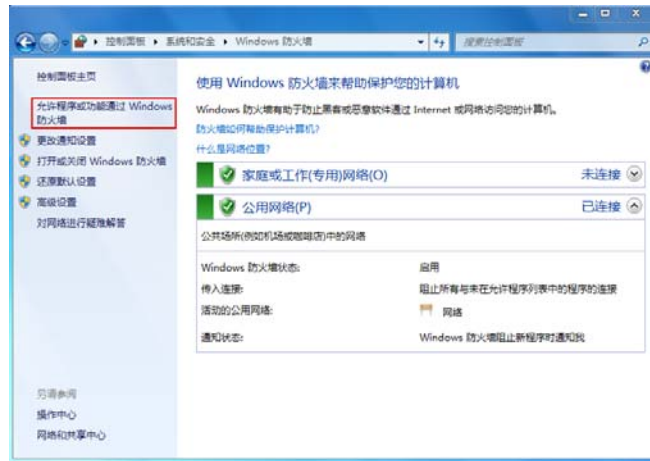 控制面板 ▸ 系统和安全 ▸ Windows 防火墙
搜索控制面板
控制面板主页
允许程序或功能通过 Windows
防火墙
更改通知设置
打开或关闭 Windows 防火墙
还原默认设置
高级设置
对网络进行疑难解答
另请参阅
操作中心
网络和共享中心
使用 Windows 防火墙来帮助保护您的计算机
Windows 防火墙有助于防止黑客或恶意软件通过 Internet 或网络访问您的计算机。
防火墙如何帮助保护计算机?
什么是网络位置?
家庭或工作(专用)网络(O) 未连接
公用网络(P) 已连接
公共场所(例如机场或咖啡店)中的网络
Windows 防火墙状态: 启用
传入连接: 阻止所有与未在允许程序列表中的程序的连接
活动的公用网络: 网络
通知状态: Windows 防火墙阻止新程序时通知我